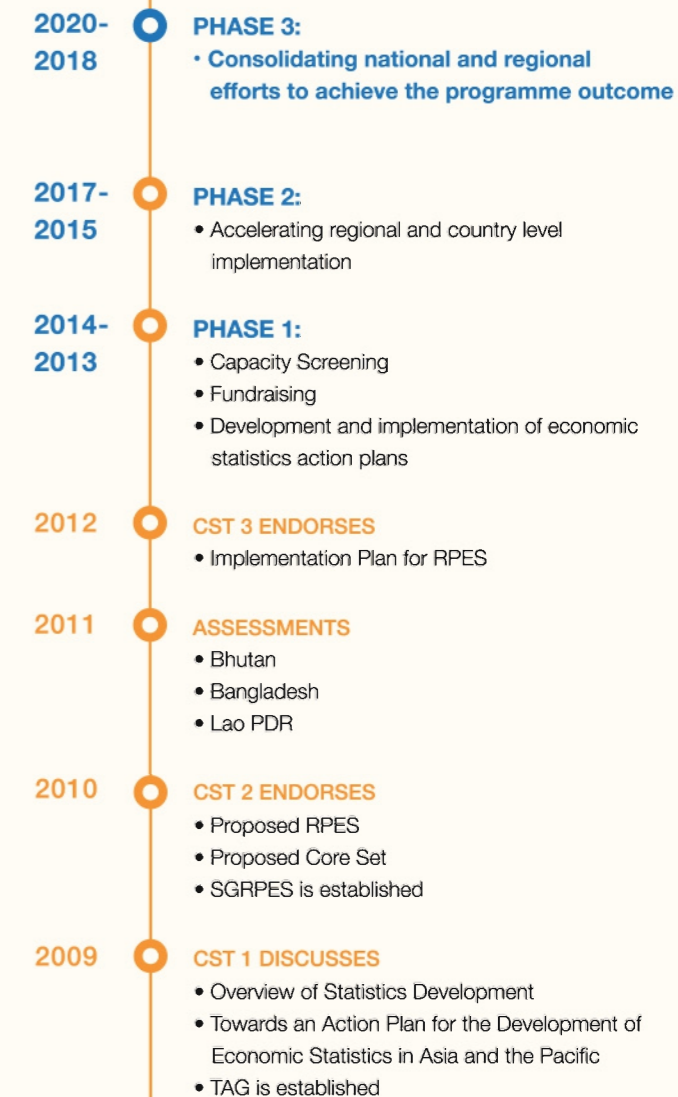 2020-
2018
PHASE 3:
• Consolidating national and regional
efforts to achieve the programme outcome
2017-
2015
PHASE 2:
• Accelerating regional and country level
implementation
2014-
2013
PHASE 1:
• Capacity Screening
• Fundraising
• Development and implementation of economic
statistics action plans
2012
CST 3 ENDORSES
• Implementation Plan for RPES
2011
ASSESSMENTS
• Bhutan
• Bangladesh
• Lao PDR
2010
CST 2 ENDORSES
• Proposed RPES
• Proposed Core Set
• SGRPES is established
2009
CST 1 DISCUSSES
• Overview of Statistics Development
• Towards an Action Plan for the Development of
Economic Statistics in Asia and the Pacific
• TAG is established